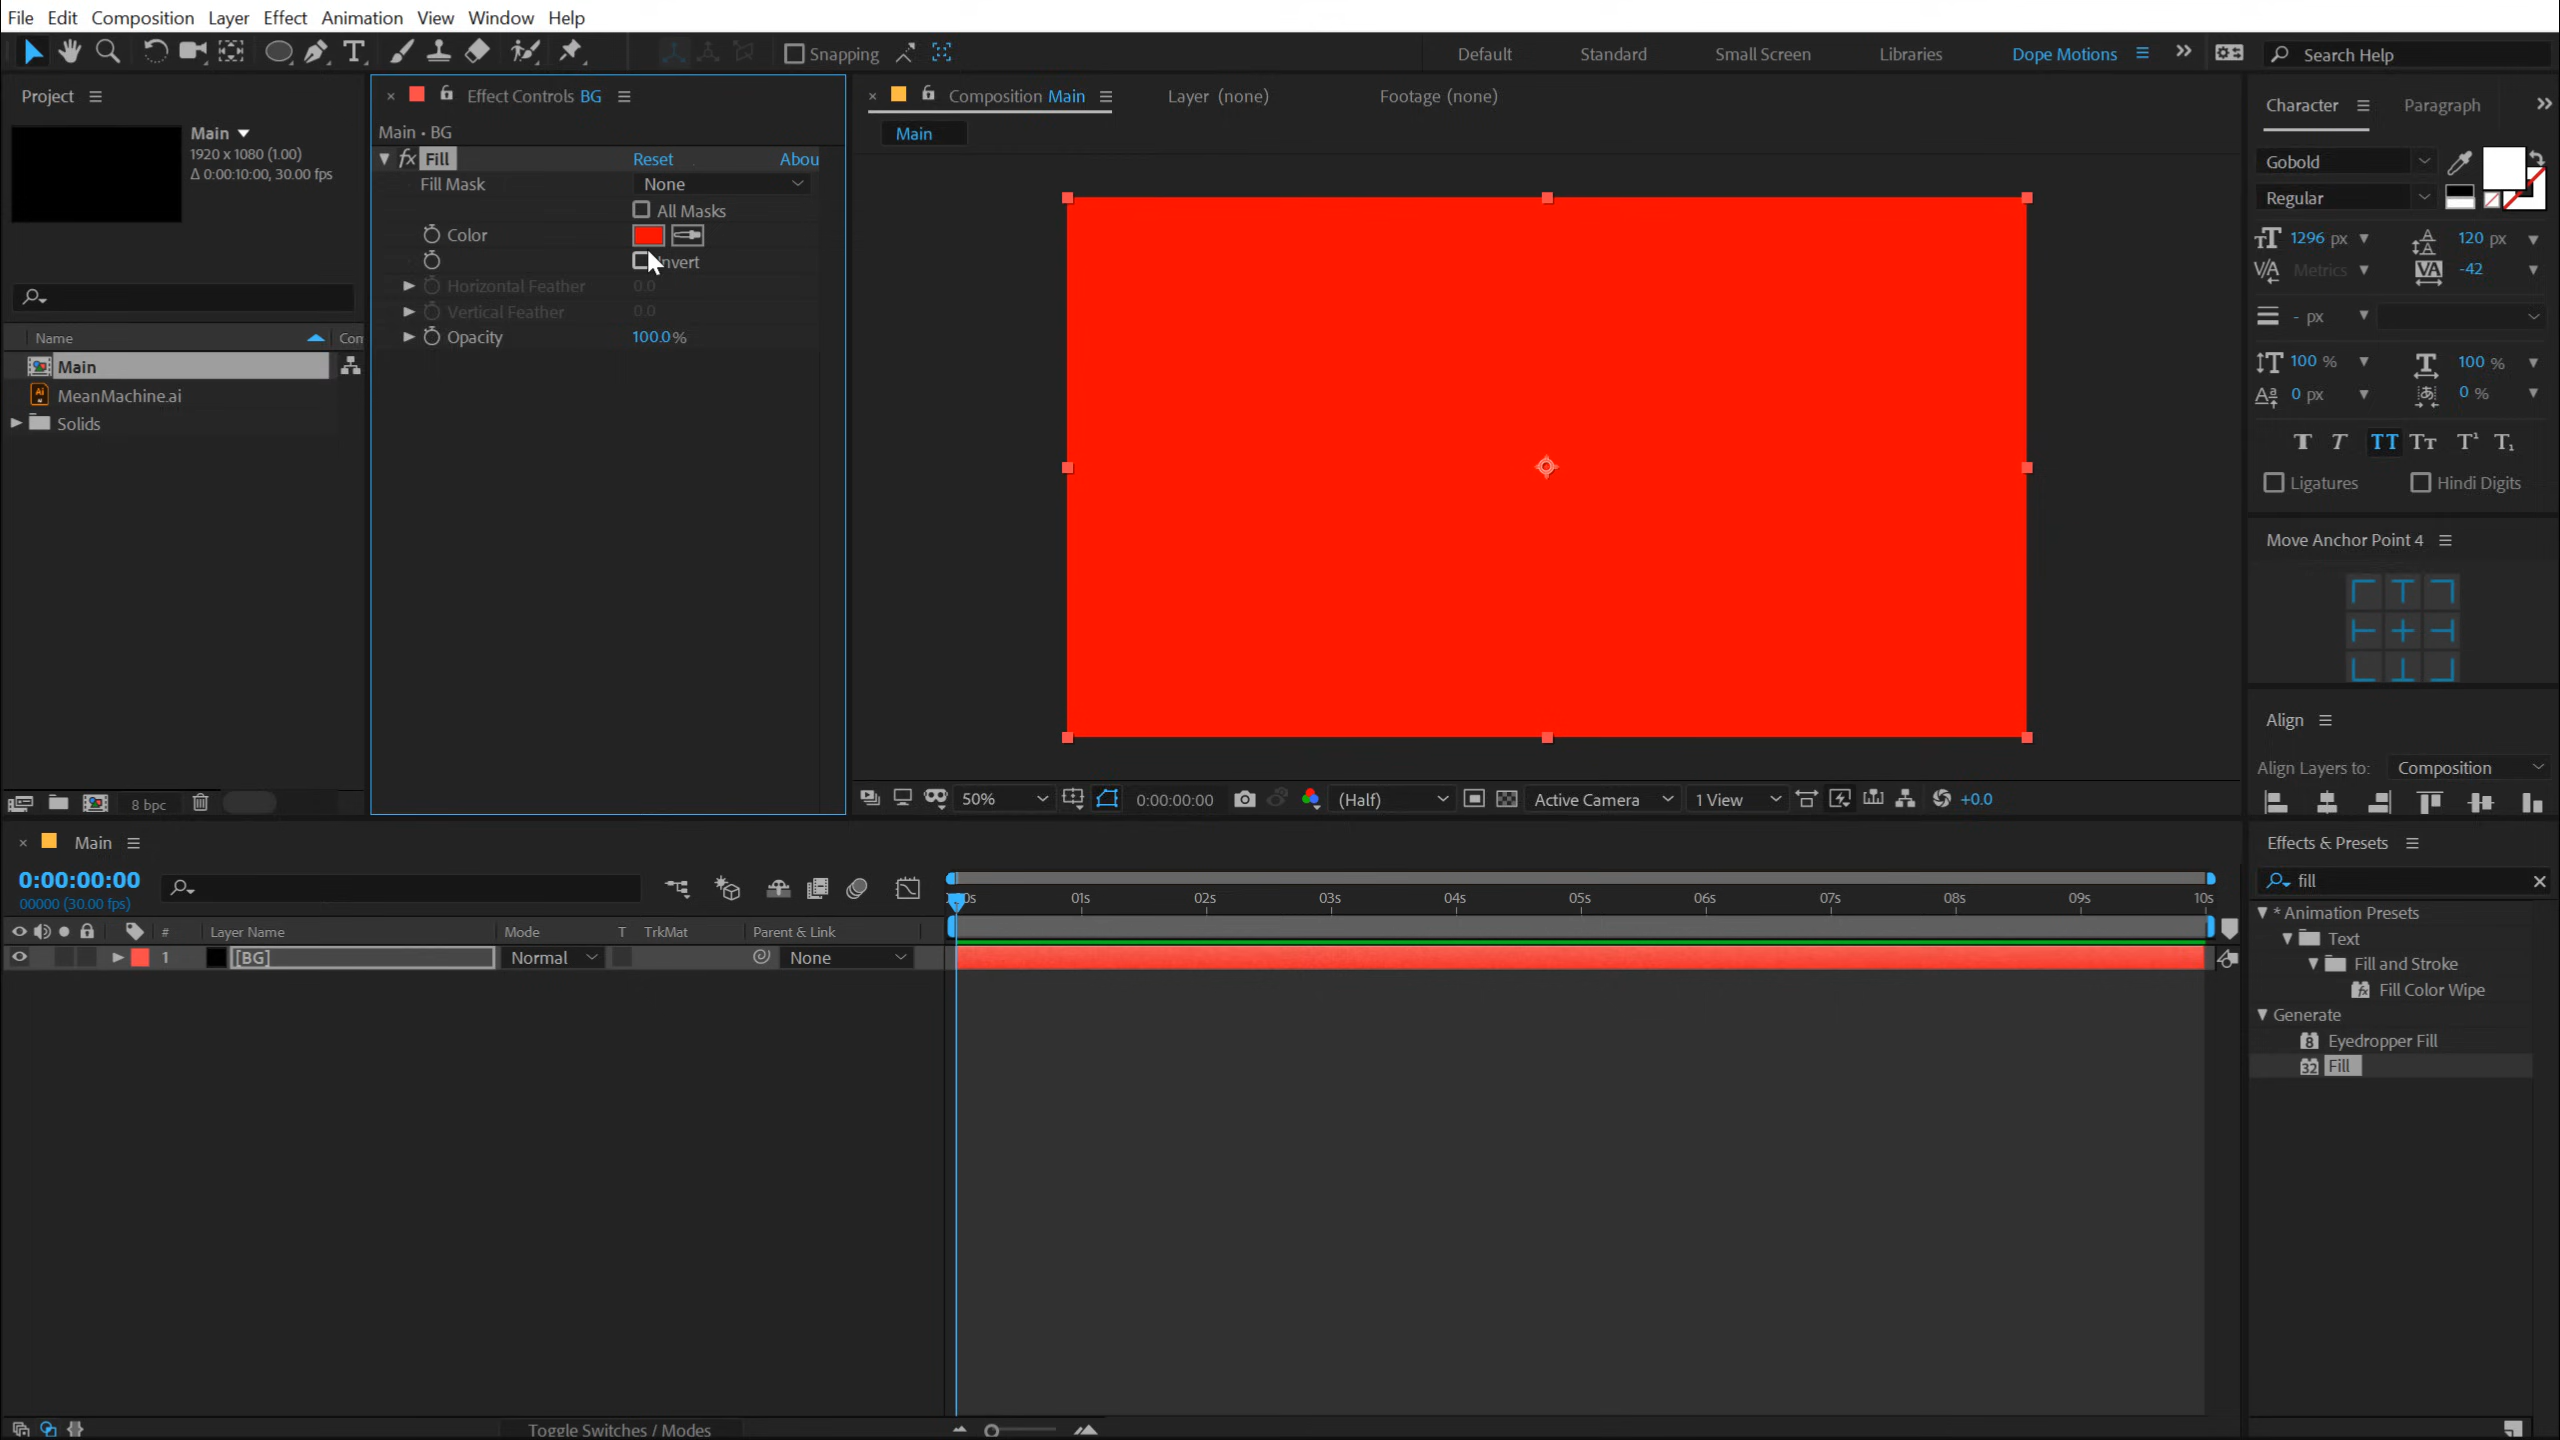 File Edit Composition Layer Effect Animation View Window Help
Snapping Default Standard Small Screen Libraries Dope Motions Search Help
Project
Main
1920 x 1080 (1.00)
Δ 0:00:10:00, 30.00 fps
Name Con
Main
MeanMachine.ai
Solids
8 bpc
Effect Controls BG
Main • BG
fx Fill Reset Abou
Fill Mask None
All Masks
Color
Invert
Horizontal Feather 0.0
Vertical Feather 0.0
Opacity 100.0 %
Composition Main Layer (none) Footage (none)
Main
50% 0:00:00:00 (Half) Active Camera 1 View +0.0
Character Paragraph
Gobold
Regular
1296 px 120 px
Metrics -42
- px
100 % 100 %
0 px 0 %
Ligatures Hindi Digits
Move Anchor Point 4
Align
Align Layers to: Composition
Main
0:00:00:00
00000 (30.00 fps)
01s 02s 03s 04s 05s 06s 07s 08s 09s 10s
# Layer Name Mode T TrkMat Parent & Link
1 [BG] Normal None
Toggle Switches / Modes
Effects & Presets
fill
* Animation Presets
Text
Fill and Stroke
Fill Color Wipe
Generate
Eyedropper Fill
Fill